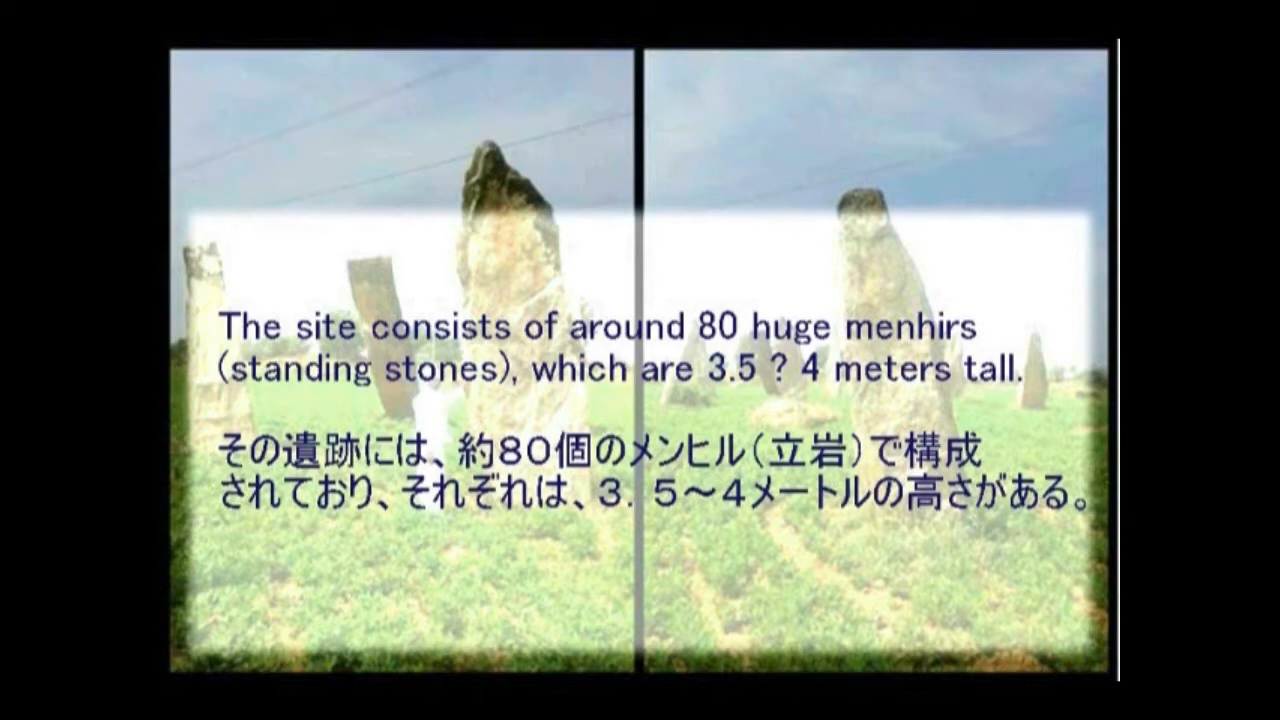 The site consists of around 80 huge menhirs
(standing stones), which are 3.5 ? 4 meters tall.
その遺跡には、約８０個のメンヒル（立岩）で構成
されており、それぞれは、３．５～４メートルの高さがある。